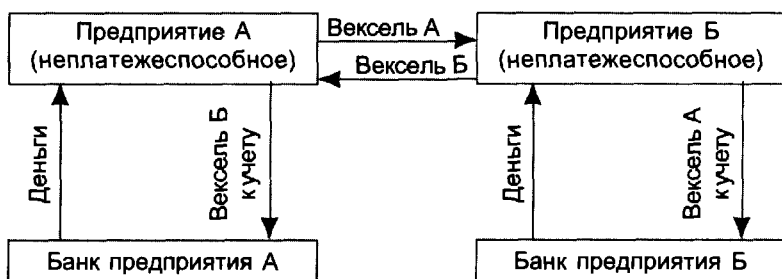 Предприятие А
(неплатежеспособное)
Вексель А
Вексель Б
Предприятие Б
(неплатежеспособное)
Деньги
Вексель Б
к учету
Деньги
Вексель А
к учету
Банк предприятия А
Банк предприятия Б